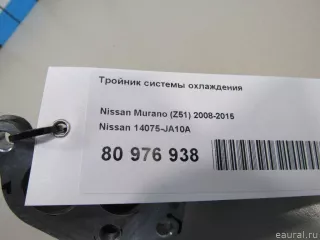 Тройник системы охлаждения
Nissan Murano (Z51) 2008-2015
Nissan 14075-JA10A
80 976 938
eaural.ru